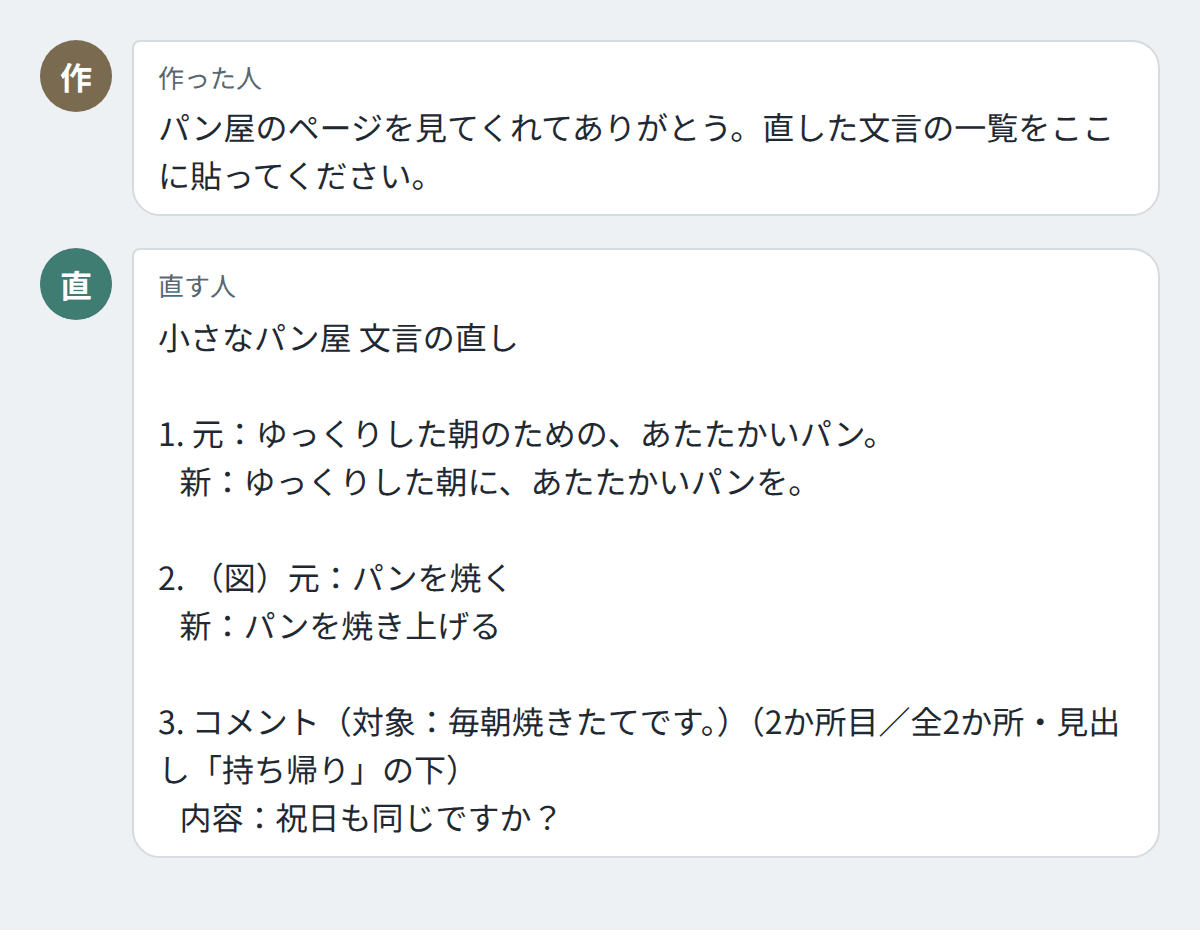 作
作った人
パン屋のページを見てくれてありがとう。直した文言の一覧をここ
に貼ってください。
直
直す人
小さなパン屋 文言の直し
1. 元：ゆっくりした朝のための、あたたかいパン。
新：ゆっくりした朝に、あたたかいパンを。
2. （図）元：パンを焼く
新：パンを焼き上げる
3. コメント（対象：毎朝焼きたてです。）（2か所目／全2か所・見出
し「持ち帰り」の下）
内容：祝日も同じですか？